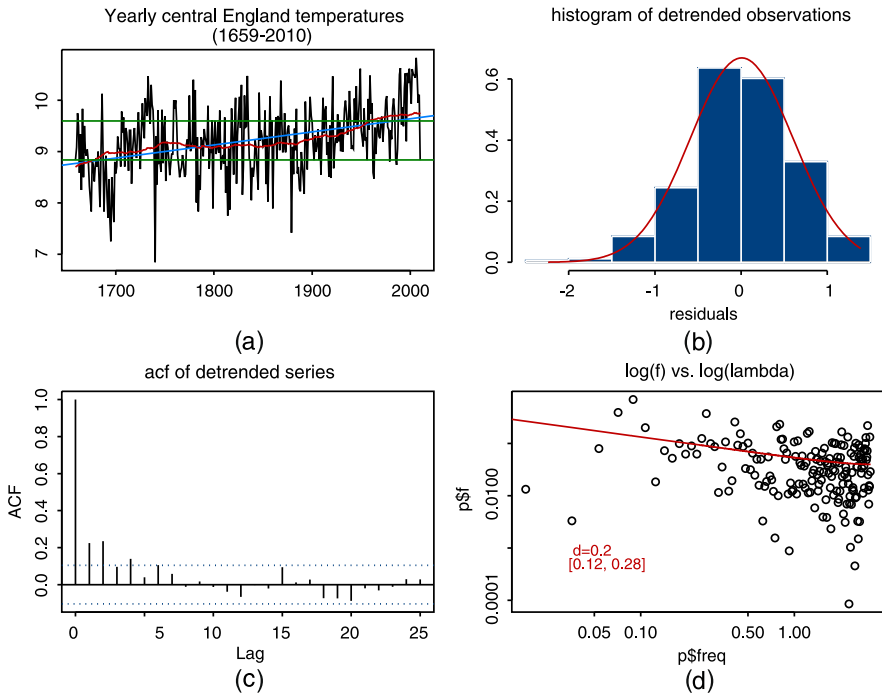 Yearly central England temperatures
(1659-2010)
10
9
8
7
1700
1800
1900
2000
(a)
histogram of detrended observations
0.6
0.4
0.2
0.0
-2
-1
0
1
residuals
(b)
acf of detrended series
ACF
1.0
0.8
0.6
0.4
0.2
0.0
0
5
10
15
20
25
Lag
(c)
log(f) vs. log(lambda)
p$f
0.0100
0.0001
d=0.2
[0.12, 0.28]
0.05
0.10
0.50
1.00
p$freq
(d)